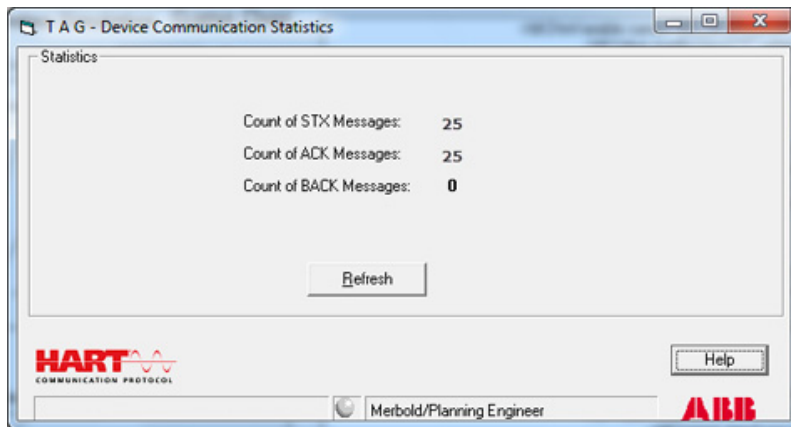 T A G - Device Communication Statistics
Statistics
Count of STX Messages: 25
Count of ACK Messages: 25
Count of BACK Messages: 0
Refresh
HART
COMMUNICATION PROTOCOL
Help
Merbold/Planning Engineer
ABB